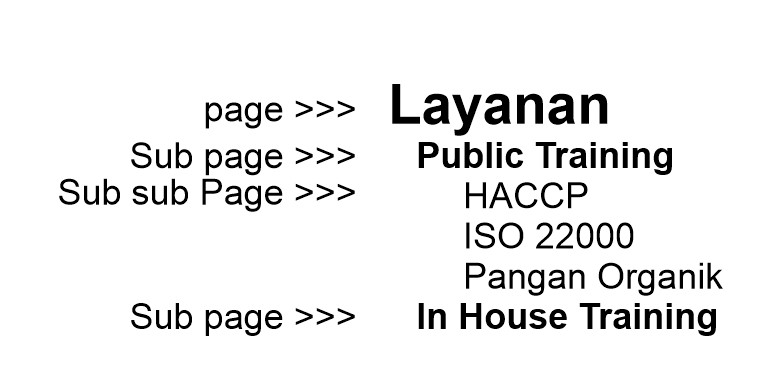 page >>> Layanan
Sub page >>> Public Training
Sub sub Page >>> HACCP
ISO 22000
Pangan Organik
Sub page >>> In House Training